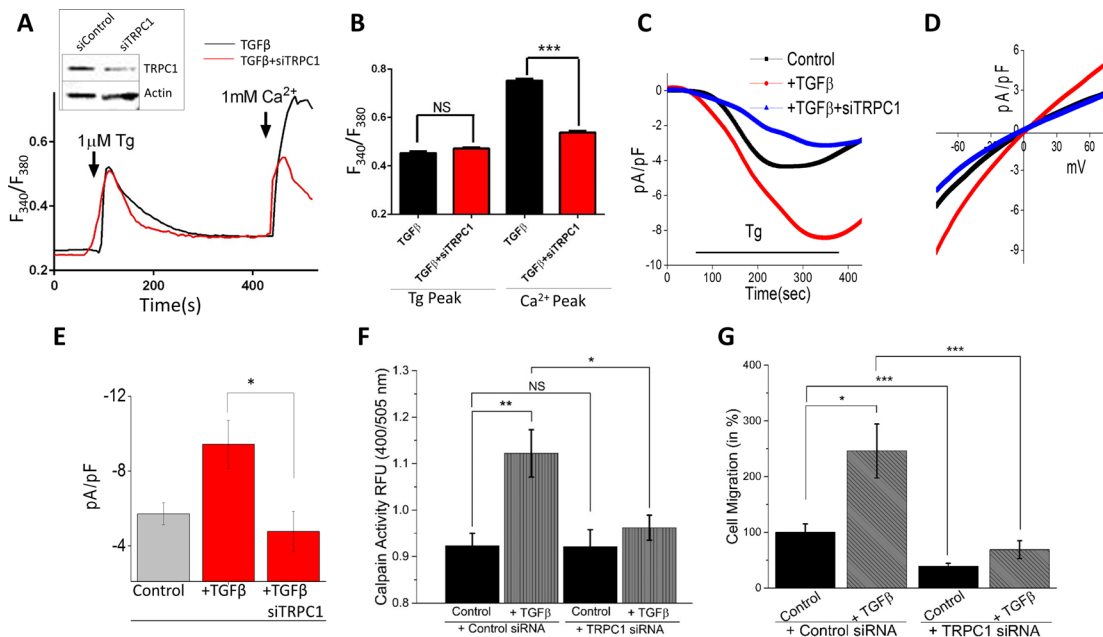 A
siControl
siTRPC1
TRPC1
Actin
TGFβ
TGFβ+siTRPC1
1mM Ca²⁺
1μM Tg
F340/F380
0.6
0.4
0.2
0
200
400
Time(s)
B
***
NS
F340/F380
0.8
0.6
0.4
0.2
TGFβ
TGFβ+siTRPC1
TGFβ
TGFβ+siTRPC1
Tg Peak
Ca²⁺ Peak
C
Control
+TGFβ
+TGFβ+siTRPC1
pA/pF
0
-2
-4
-6
-8
-10
Tg
0
100
200
300
400
Time(sec)
D
pA/pF
6
3
-3
-6
-9
-60
-30
0
30
60
mV
E
*
pA/pF
-12
-8
-4
Control
+TGFβ
+TGFβ
siTRPC1
F
*
NS
**
Calpain Activity RFU (400/505 nm)
1.3
1.2
1.1
1.0
0.9
0.8
Control
+ TGFβ
Control
+ TGFβ
+ Control siRNA
+ TRPC1 siRNA
G
***
***
*
Cell Migration (in %)
400
350
300
250
200
150
100
50
0
Control
+ TGFβ
Control
+ TGFβ
+ Control siRNA
+ TRPC1 siRNA